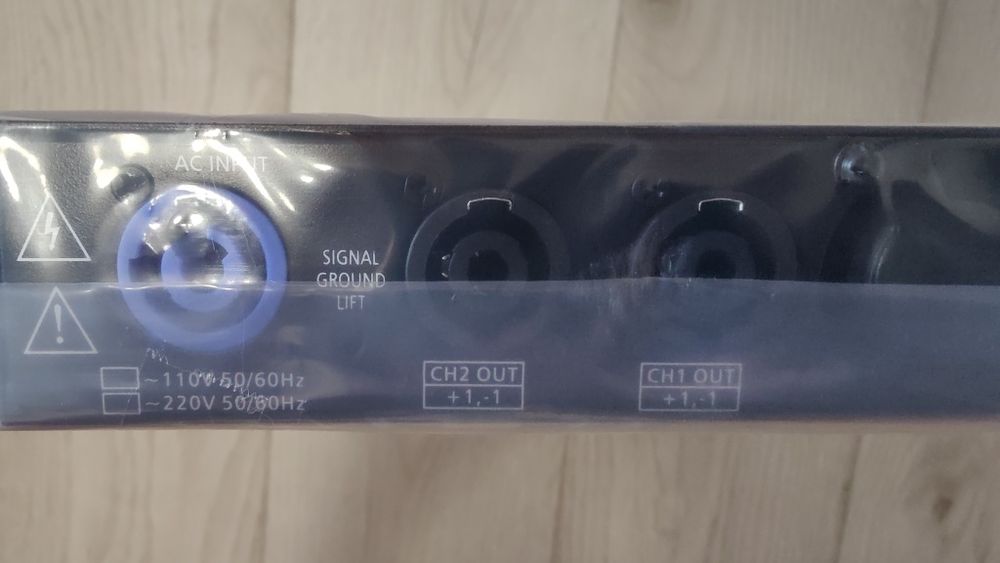 AC INPUT
SIGNAL
GROUND
LIFT
~110V 50/60Hz
~220V 50/60Hz
CH2 OUT
+1,-1
CH1 OUT
+1,-1